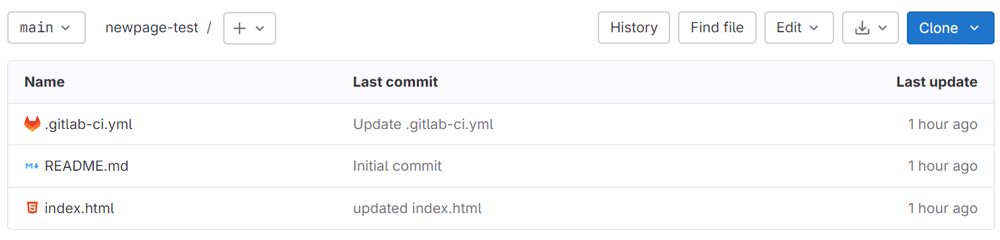 main newpage-test / + History Find file Edit Clone
Name Last commit Last update
.gitlab-ci.yml Update .gitlab-ci.yml 1 hour ago
README.md Initial commit 1 hour ago
index.html updated index.html 1 hour ago